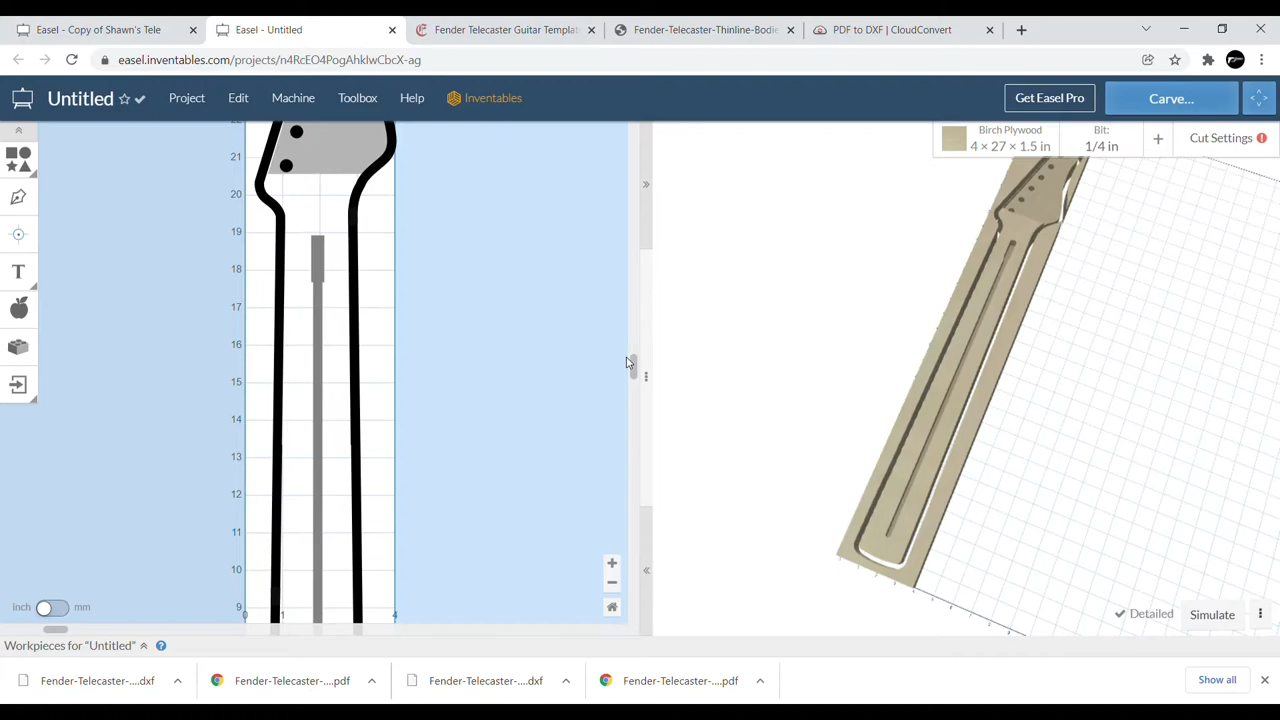 Easel - Copy of Shawn's Tele
Easel - Untitled
Fender Telecaster Guitar Templat
Fender-Telecaster-Thinline-Bodie
PDF to DXF | CloudConvert
easel.inventables.com/projects/n4RcEO4PogAhkIwCbcX-ag
Untitled
Project
Edit
Machine
Toolbox
Help
Inventables
Get Easel Pro
Carve...
Birch Plywood
4 × 27 × 1.5 in
Bit:
1/4 in
Cut Settings
T
21
20
19
18
17
16
15
14
13
12
11
10
9
0
1
4
inch
mm
Detailed
Simulate
Workpieces for “Untitled”
Fender-Telecaster-....dxf
Fender-Telecaster-....pdf
Fender-Telecaster-....dxf
Fender-Telecaster-....pdf
Show all